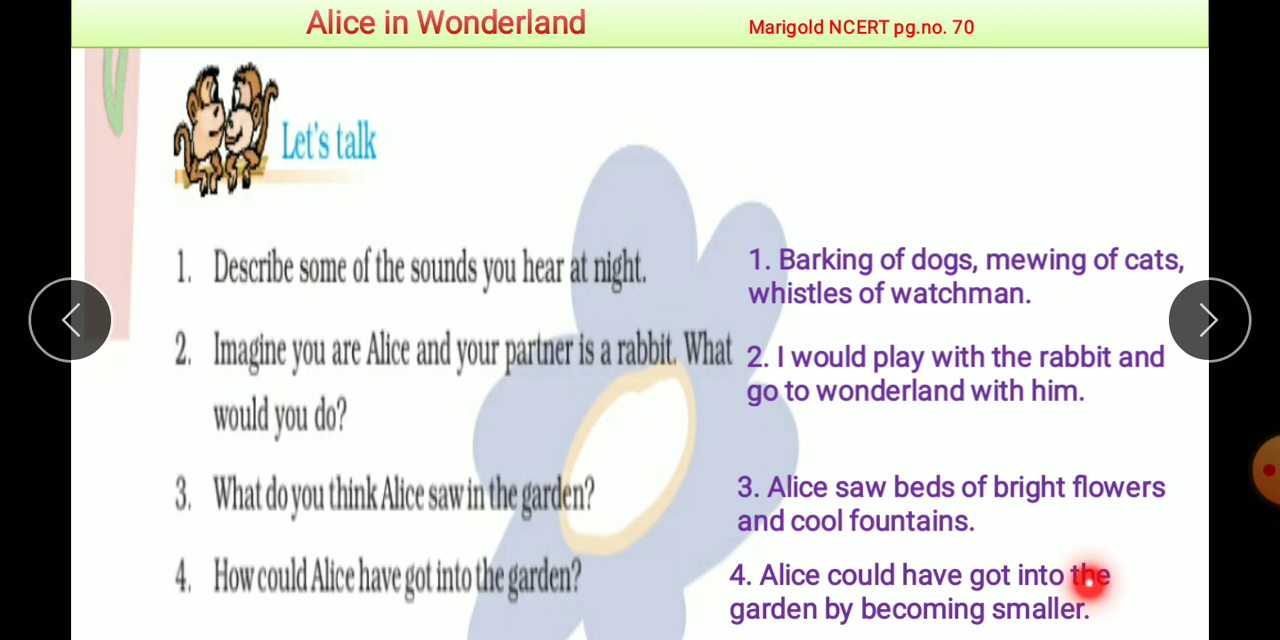 Alice in Wonderland
Marigold NCERT pg.no. 70
Let's talk
1. Describe some of the sounds you hear at night.
2. Imagine you are Alice and your partner is a rabbit. What
would you do?
3. What do you think Alice saw in the garden?
4. How could Alice have got into the garden?
1. Barking of dogs, mewing of cats,
whistles of watchman.
2. I would play with the rabbit and
go to wonderland with him.
3. Alice saw beds of bright flowers
and cool fountains.
4. Alice could have got into the
garden by becoming smaller.